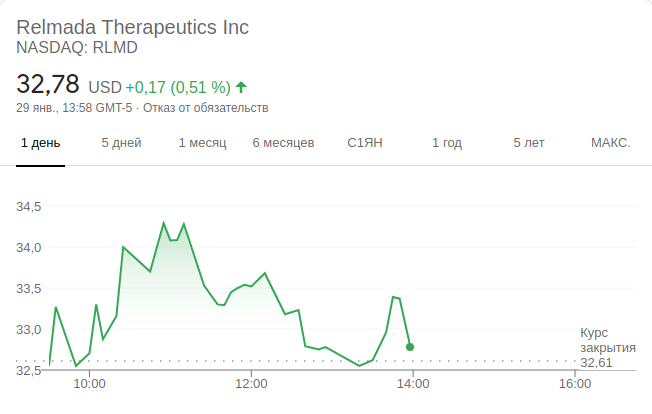 Relmada Therapeutics Inc
NASDAQ: RLMD
32,78 USD +0,17 (0,51 %)
29 янв., 13:58 GMT-5 · Отказ от обязательств
1 день 5 дней 1 месяц 6 месяцев С1ЯН 1 год 5 лет МАКС.
34,5
34,0
33,5
33,0
32,5
Курс
закрытия
32,61
10:00 12:00 14:00 16:00